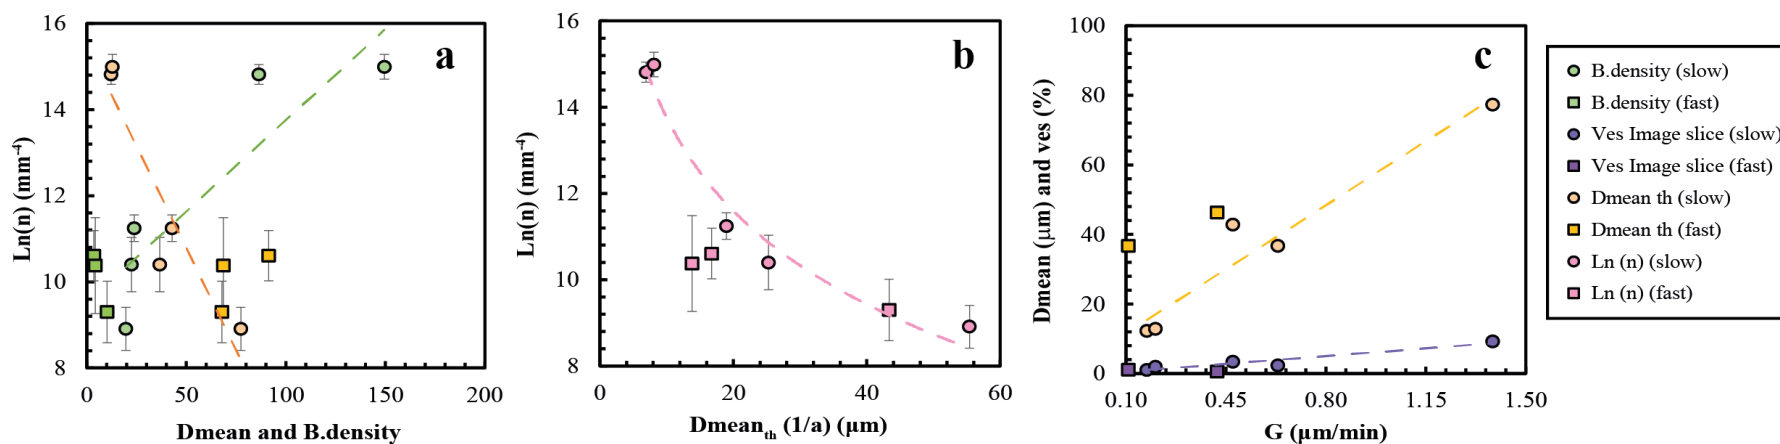 a
16
14
12
10
8
Ln(n) (mm⁻⁴)
0
50
100
150
200
Dmean and B.density
b
16
14
12
10
8
Ln(n) (mm⁻⁴)
0
20
40
60
Dmeanₜₕ (1/a) (µm)
c
100
80
60
40
20
0
Dmean (µm) and ves (%)
0.10
0.45
0.80
1.15
1.50
G (µm/min)
B.density (slow)
B.density (fast)
Ves Image slice (slow)
Ves Image slice (fast)
Dmean th (slow)
Dmean th (fast)
Ln (n) (slow)
Ln (n) (fast)